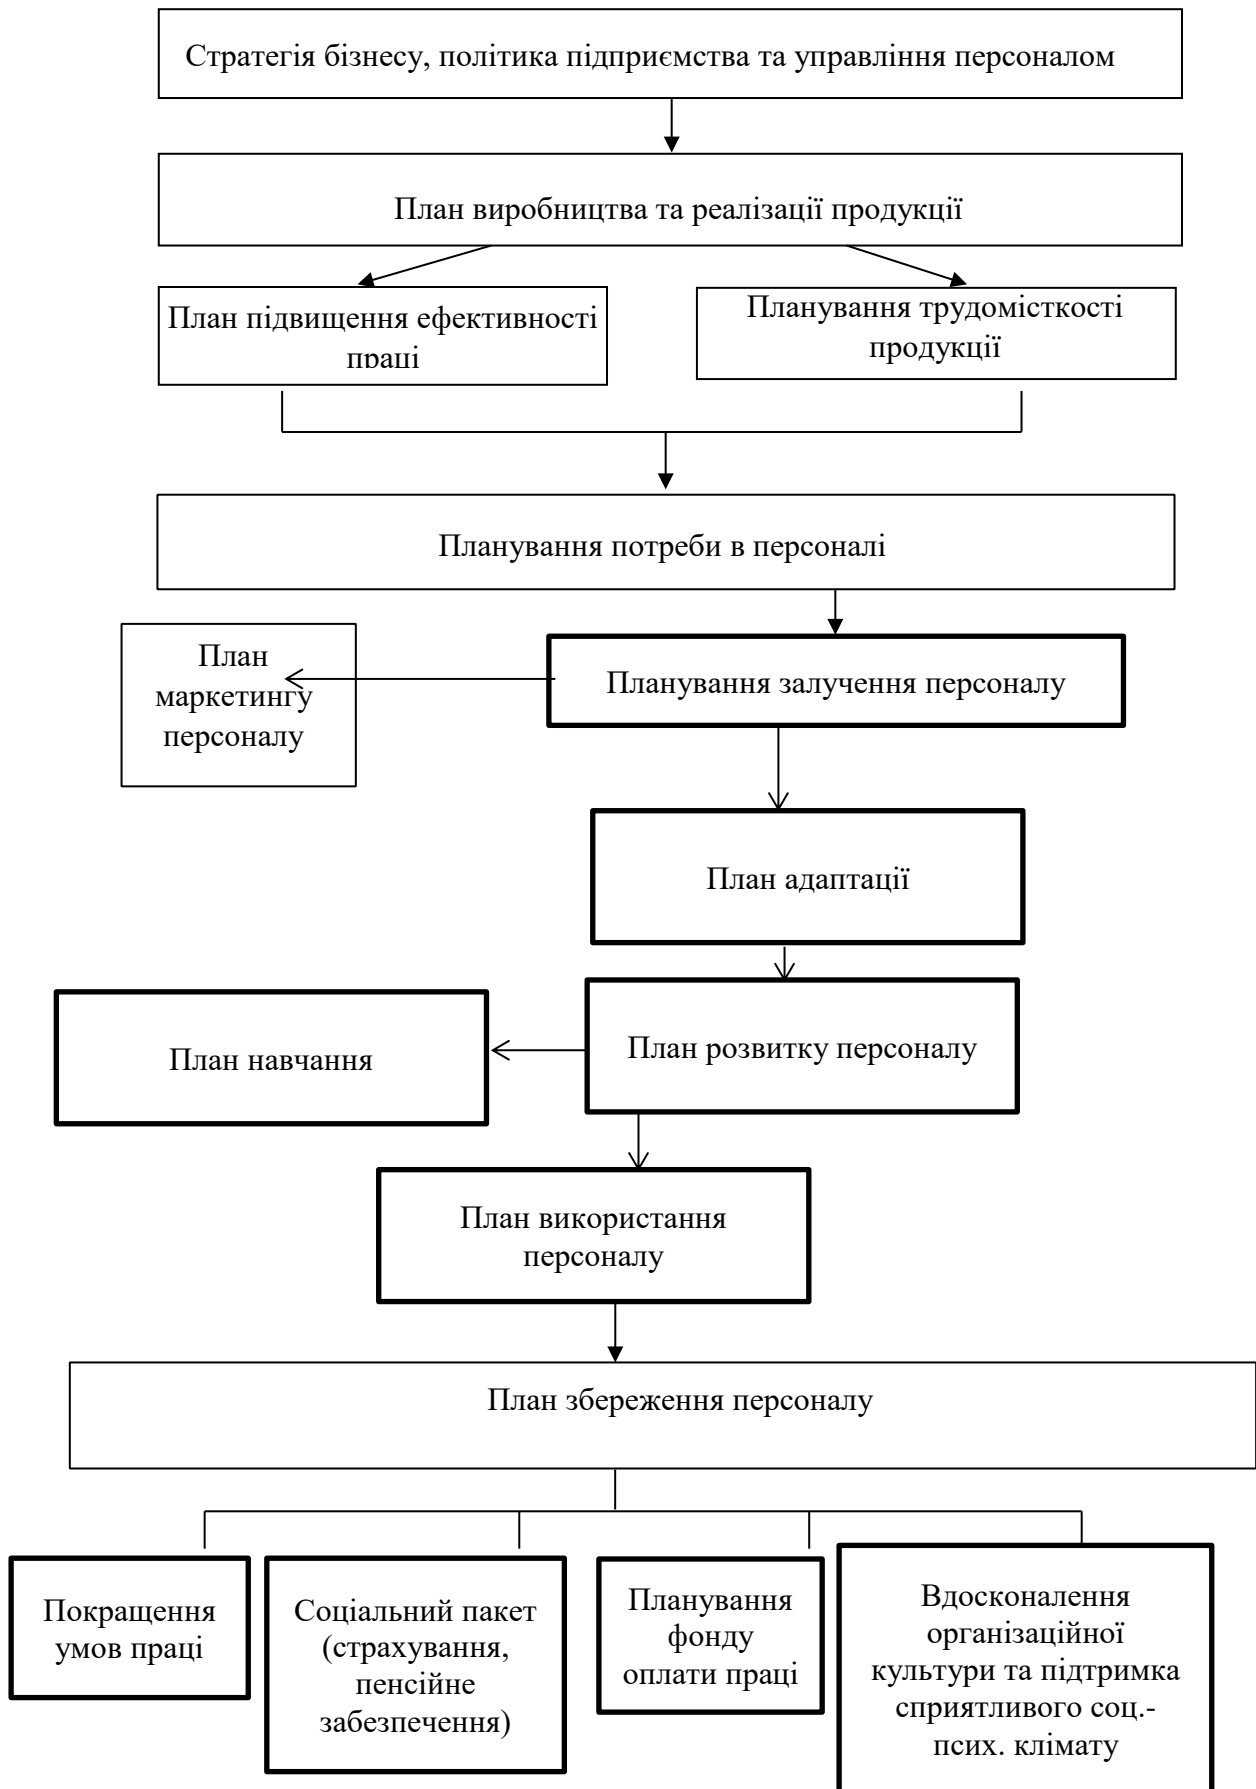 Стратегія бізнесу, політика підприємства та управління персоналом
План виробництва та реалізації продукції
План підвищення ефективності
праці
Планування трудомісткості
продукції
Планування потреби в персоналі
План
маркетингу
персоналу
Планування залучення персоналу
План адаптації
План навчання
План розвитку персоналу
План використання
персоналу
План збереження персоналу
Покращення
умов праці
Соціальний пакет
(страхування,
пенсійне
забезпечення)
Планування
фонду
оплати праці
Вдосконалення
організаційної
культури та підтримка
сприятливого соц.-
псих. клімату